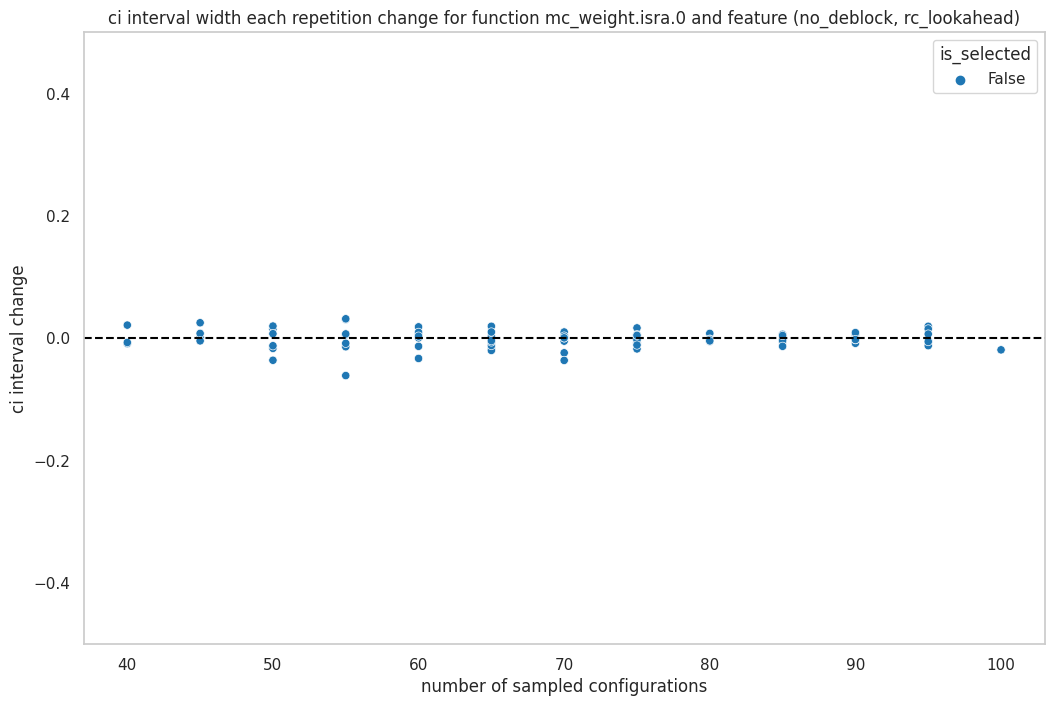 ci interval width each repetition change for function mc_weight.isra.0 and feature (no_deblock, rc_lookahead)
is_selected
False
ci interval change
0.4
0.2
0.0
−0.2
−0.4
40 50 60 70 80 90 100
number of sampled configurations